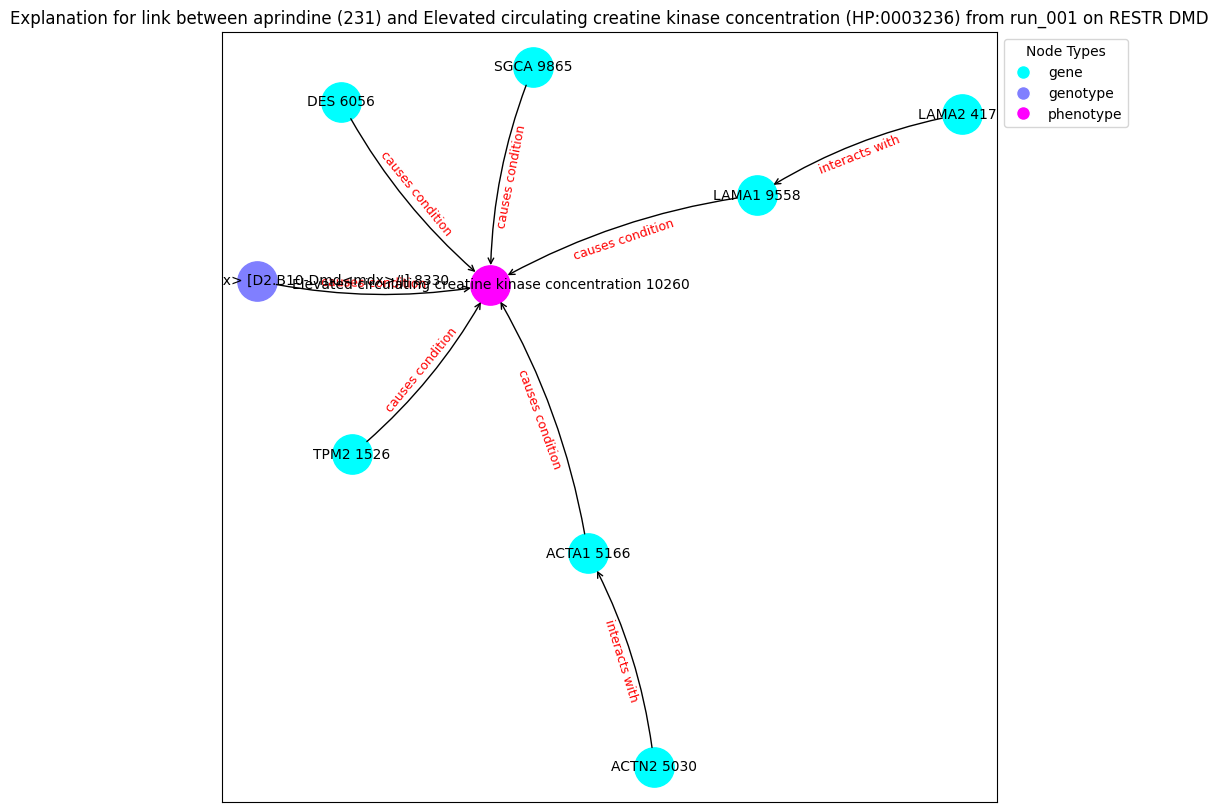 Explanation for link between aprindine (231) and Elevated circulating creatine kinase concentration (HP:0003236) from run_001 on RESTR DMD
Node Types
gene
genotype
phenotype
SGCA 9865
DES 6056
LAMA2 417
interacts with
LAMA1 9558
causes condition
causes condition
causes condition
x> [D2.B10-Dmd<mdx>/J] 8330
Elevated circulating creatine kinase concentration 10260
causes condition
TPM2 1526
causes condition
ACTA1 5166
interacts with
ACTN2 5030